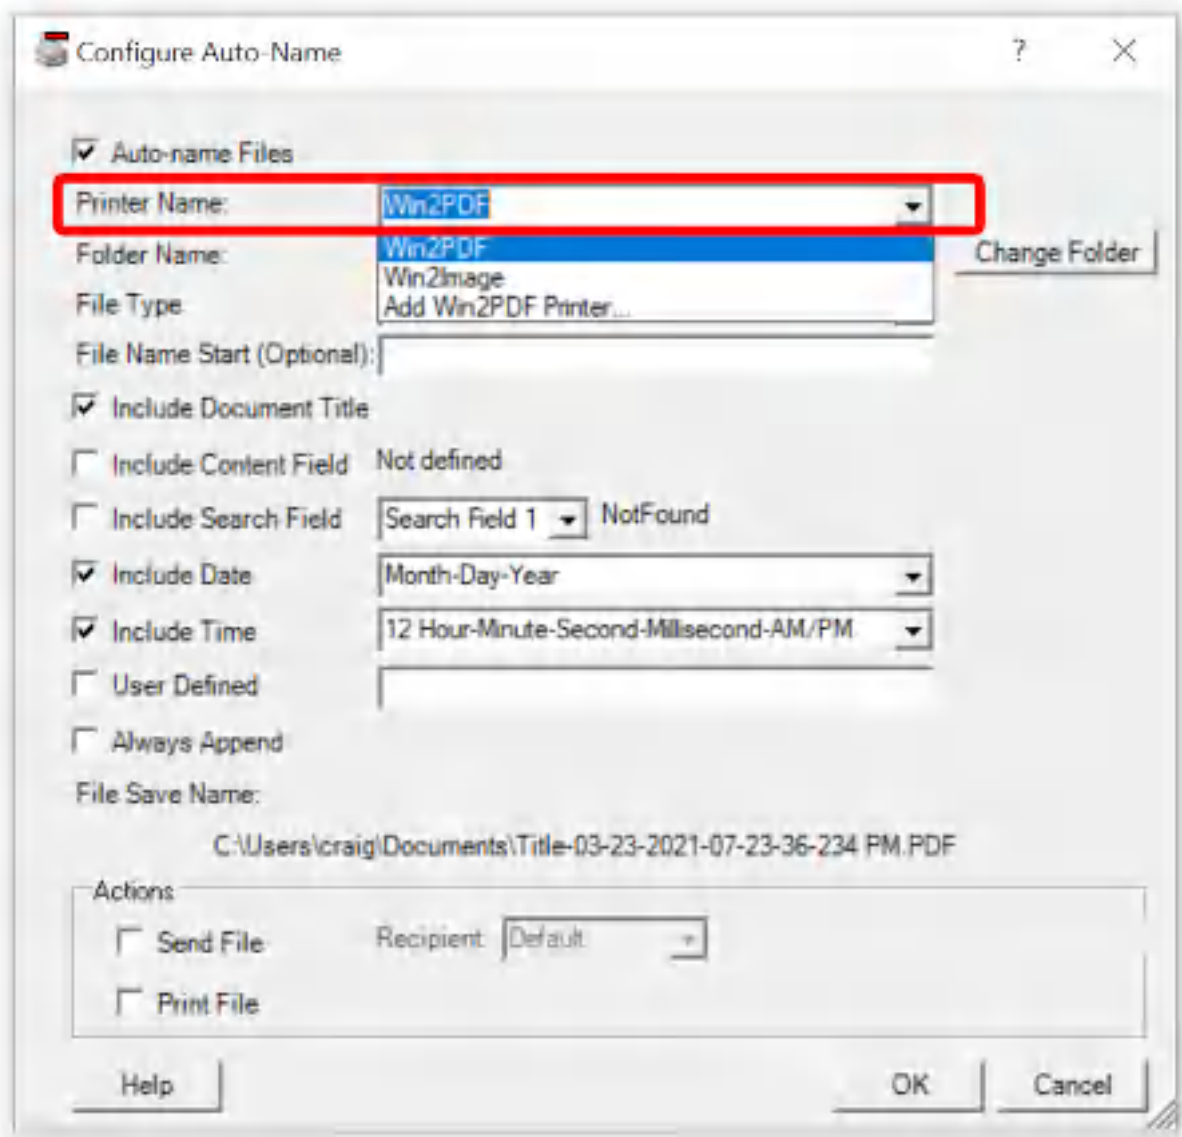 Configure Auto-Name ?
Auto-name Files
Printer Name: Win2PDF
Folder Name: Win2PDF Change Folder
Win2Image
File Type Add Win2PDF Printer...
File Name Start (Optional):
Include Document Title
Include Content Field Not defined
Include Search Field Search Field 1 NotFound
Include Date Month-Day-Year
Include Time 12 Hour-Minute-Second-Millisecond-AM/PM
User Defined
Always Append
File Save Name:
C:\Users\craig\Documents\Title-03-23-2021-07-23-36-234 PM.PDF
Actions
Send File Recipient Default
Print File
Help OK Cancel